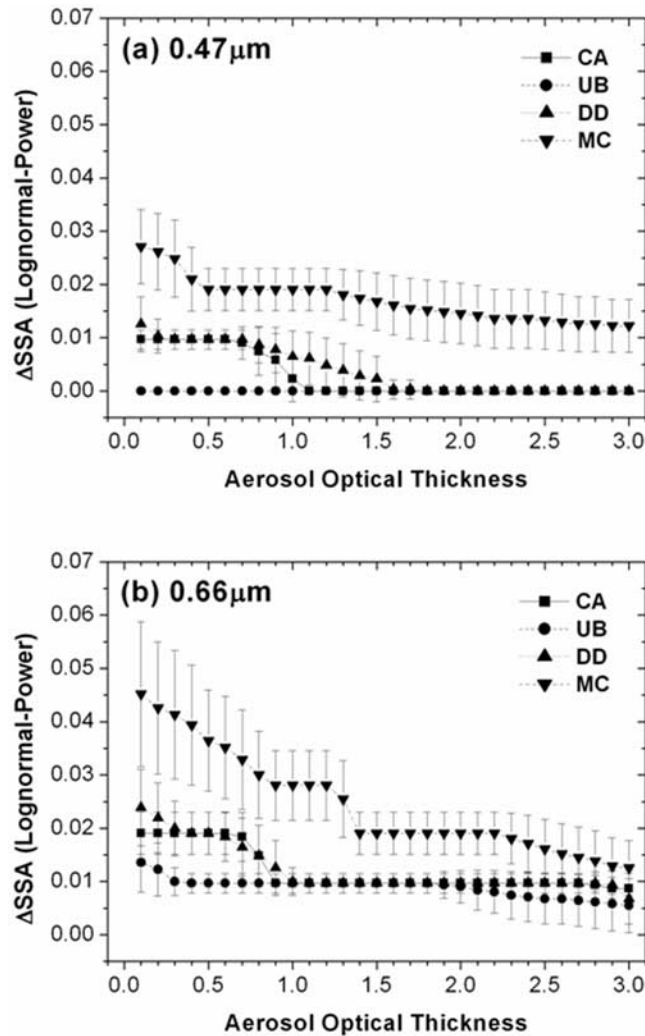 (a) 0.47μm
CA
UB
DD
MC
0.07
0.06
0.05
0.04
0.03
0.02
0.01
0.00
ΔSSA (Lognormal-Power)
0.0 0.5 1.0 1.5 2.0 2.5 3.0
Aerosol Optical Thickness
(b) 0.66μm
CA
UB
DD
MC
0.07
0.06
0.05
0.04
0.03
0.02
0.01
0.00
ΔSSA (Lognormal-Power)
0.0 0.5 1.0 1.5 2.0 2.5 3.0
Aerosol Optical Thickness